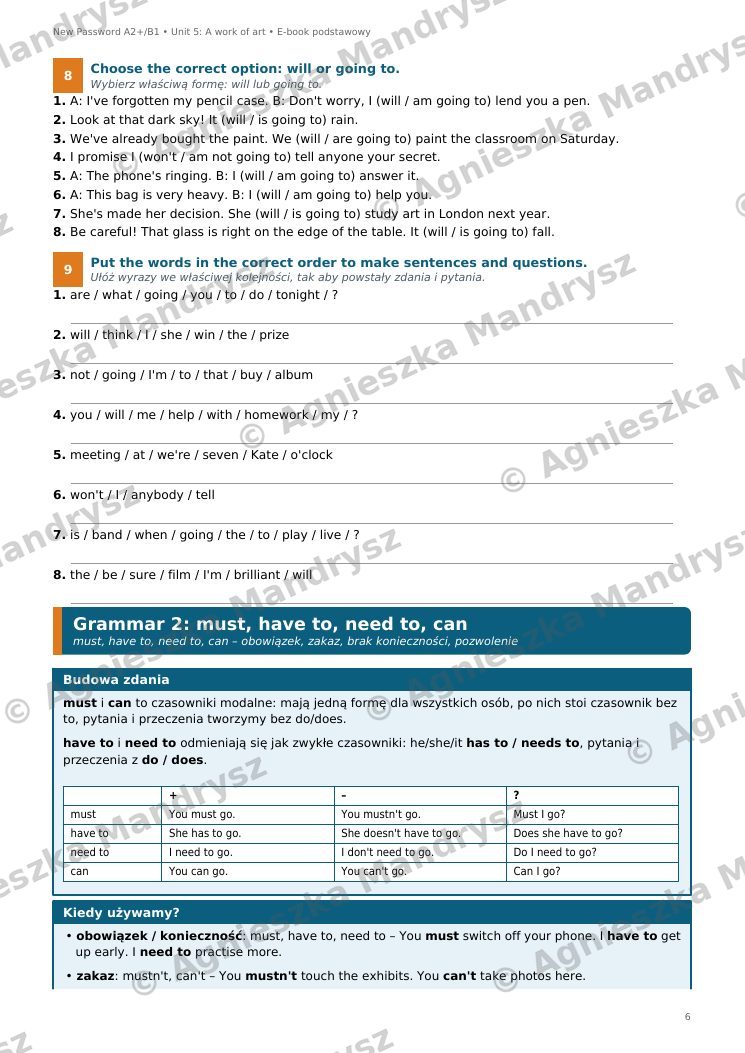 New Password A2+/B1 • Unit 5: A work of art • E-book podstawowy
8 Choose the correct option: will or going to.
Wybierz właściwą formę: will lub going to.
1. A: I've forgotten my pencil case. B: Don't worry, I (will / am going to) lend you a pen.
2. Look at that dark sky! It (will / is going to) rain.
3. We've already bought the paint. We (will / are going to) paint the classroom on Saturday.
4. I promise I (won't / am not going to) tell anyone your secret.
5. A: The phone's ringing. B: I (will / am going to) answer it.
6. A: This bag is very heavy. B: I (will / am going to) help you.
7. She's made her decision. She (will / is going to) study art in London next year.
8. Be careful! That glass is right on the edge of the table. It (will / is going to) fall.
9 Put the words in the correct order to make sentences and questions.
Ułóż wyrazy we właściwej kolejności, tak aby powstały zdania i pytania.
1. are / what / going / you / to / do / tonight / ?
2. will / think / I / she / win / the / prize
3. not / going / I'm / to / that / buy / album
4. you / will / me / help / with / homework / my / ?
5. meeting / at / we're / seven / Kate / o'clock
6. won't / I / anybody / tell
7. is / band / when / going / the / to / play / live / ?
8. the / be / sure / film / I'm / brilliant / will
Grammar 2: must, have to, need to, can
must, have to, need to, can – obowiązek, zakaz, brak konieczności, pozwolenie
Budowa zdania
must i can to czasowniki modalne: mają jedną formę dla wszystkich osób, po nich stoi czasownik bez
to, pytania i przeczenia tworzymy bez do/does.
have to i need to odmieniają się jak zwykłe czasowniki: he/she/it has to / needs to, pytania i
przeczenia z do / does.
+ – ?
must You must go. You mustn't go. Must I go?
have to She has to go. She doesn't have to go. Does she have to go?
need to I need to go. I don't need to go. Do I need to go?
can You can go. You can't go. Can I go?
Kiedy używamy?
• obowiązek / konieczność: must, have to, need to – You must switch off your phone. I have to get
up early. I need to practise more.
• zakaz: mustn't, can't – You mustn't touch the exhibits. You can't take photos here.
6
© Agnieszka Mandrysz